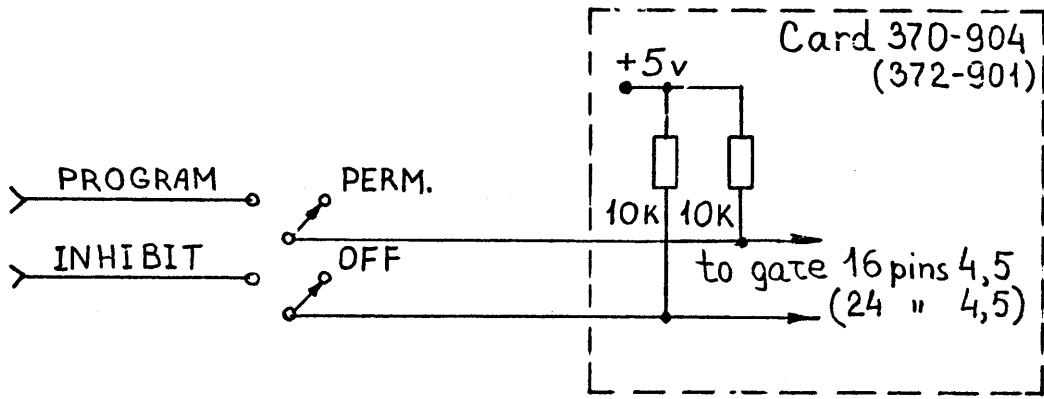 Card 370-904
(372-901)
+5v
PROGRAM
PERM.
10K 10K
INHIBIT
OFF
to gate 16 pins 4,5
(24 " 4,5)